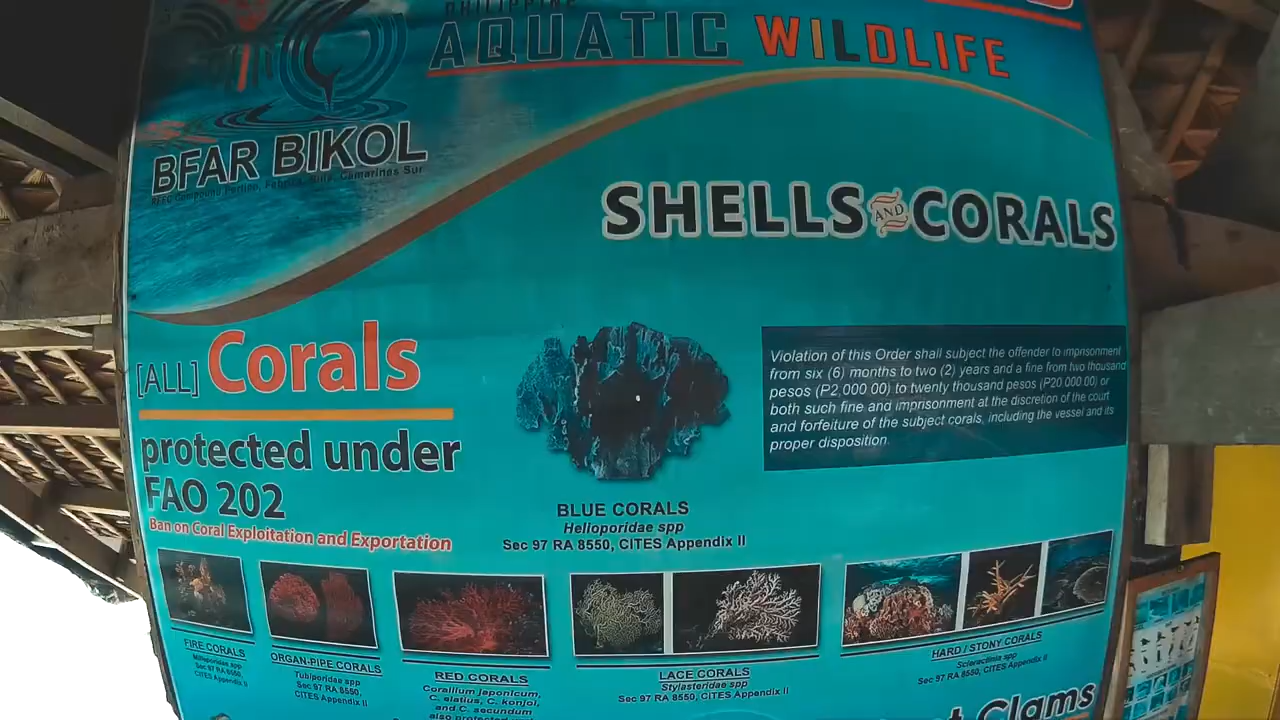 PHILIPPINE
AQUATIC WILDLIFE
BFAR BIKOL
SHELLS AND CORALS
[ALL] Corals
protected under
FAO 202
Ban on Coral Exploitation and Exportation
BLUE CORALS
Helioporidae spp
Sec 97 RA 8550, CITES Appendix II
Violation of this Order shall subject the offender to imprisonment
from six (6) months to two (2) years and a fine from two thousand
pesos (P2,000.00) to twenty thousand pesos (P20,000.00) or
both such fine and imprisonment at the discretion of the court
and forfeiture of the subject corals, including the vessel and its
proper disposition.
FIRE CORALS
Milleporidae spp
Sec 97 RA 8550,
CITES Appendix II
ORGAN-PIPE CORALS
Tubiporidae spp
Sec 97 RA 8550,
CITES Appendix II
RED CORALS
Corallium japonicum,
C. elatius, C. konjoi,
and C. secundum
LACE CORALS
Stylasteridae spp
Sec 97 RA 8550, CITES Appendix II
HARD / STONY CORALS
Scleractinia spp
Sec 97 RA 8550, CITES Appendix II
Clams